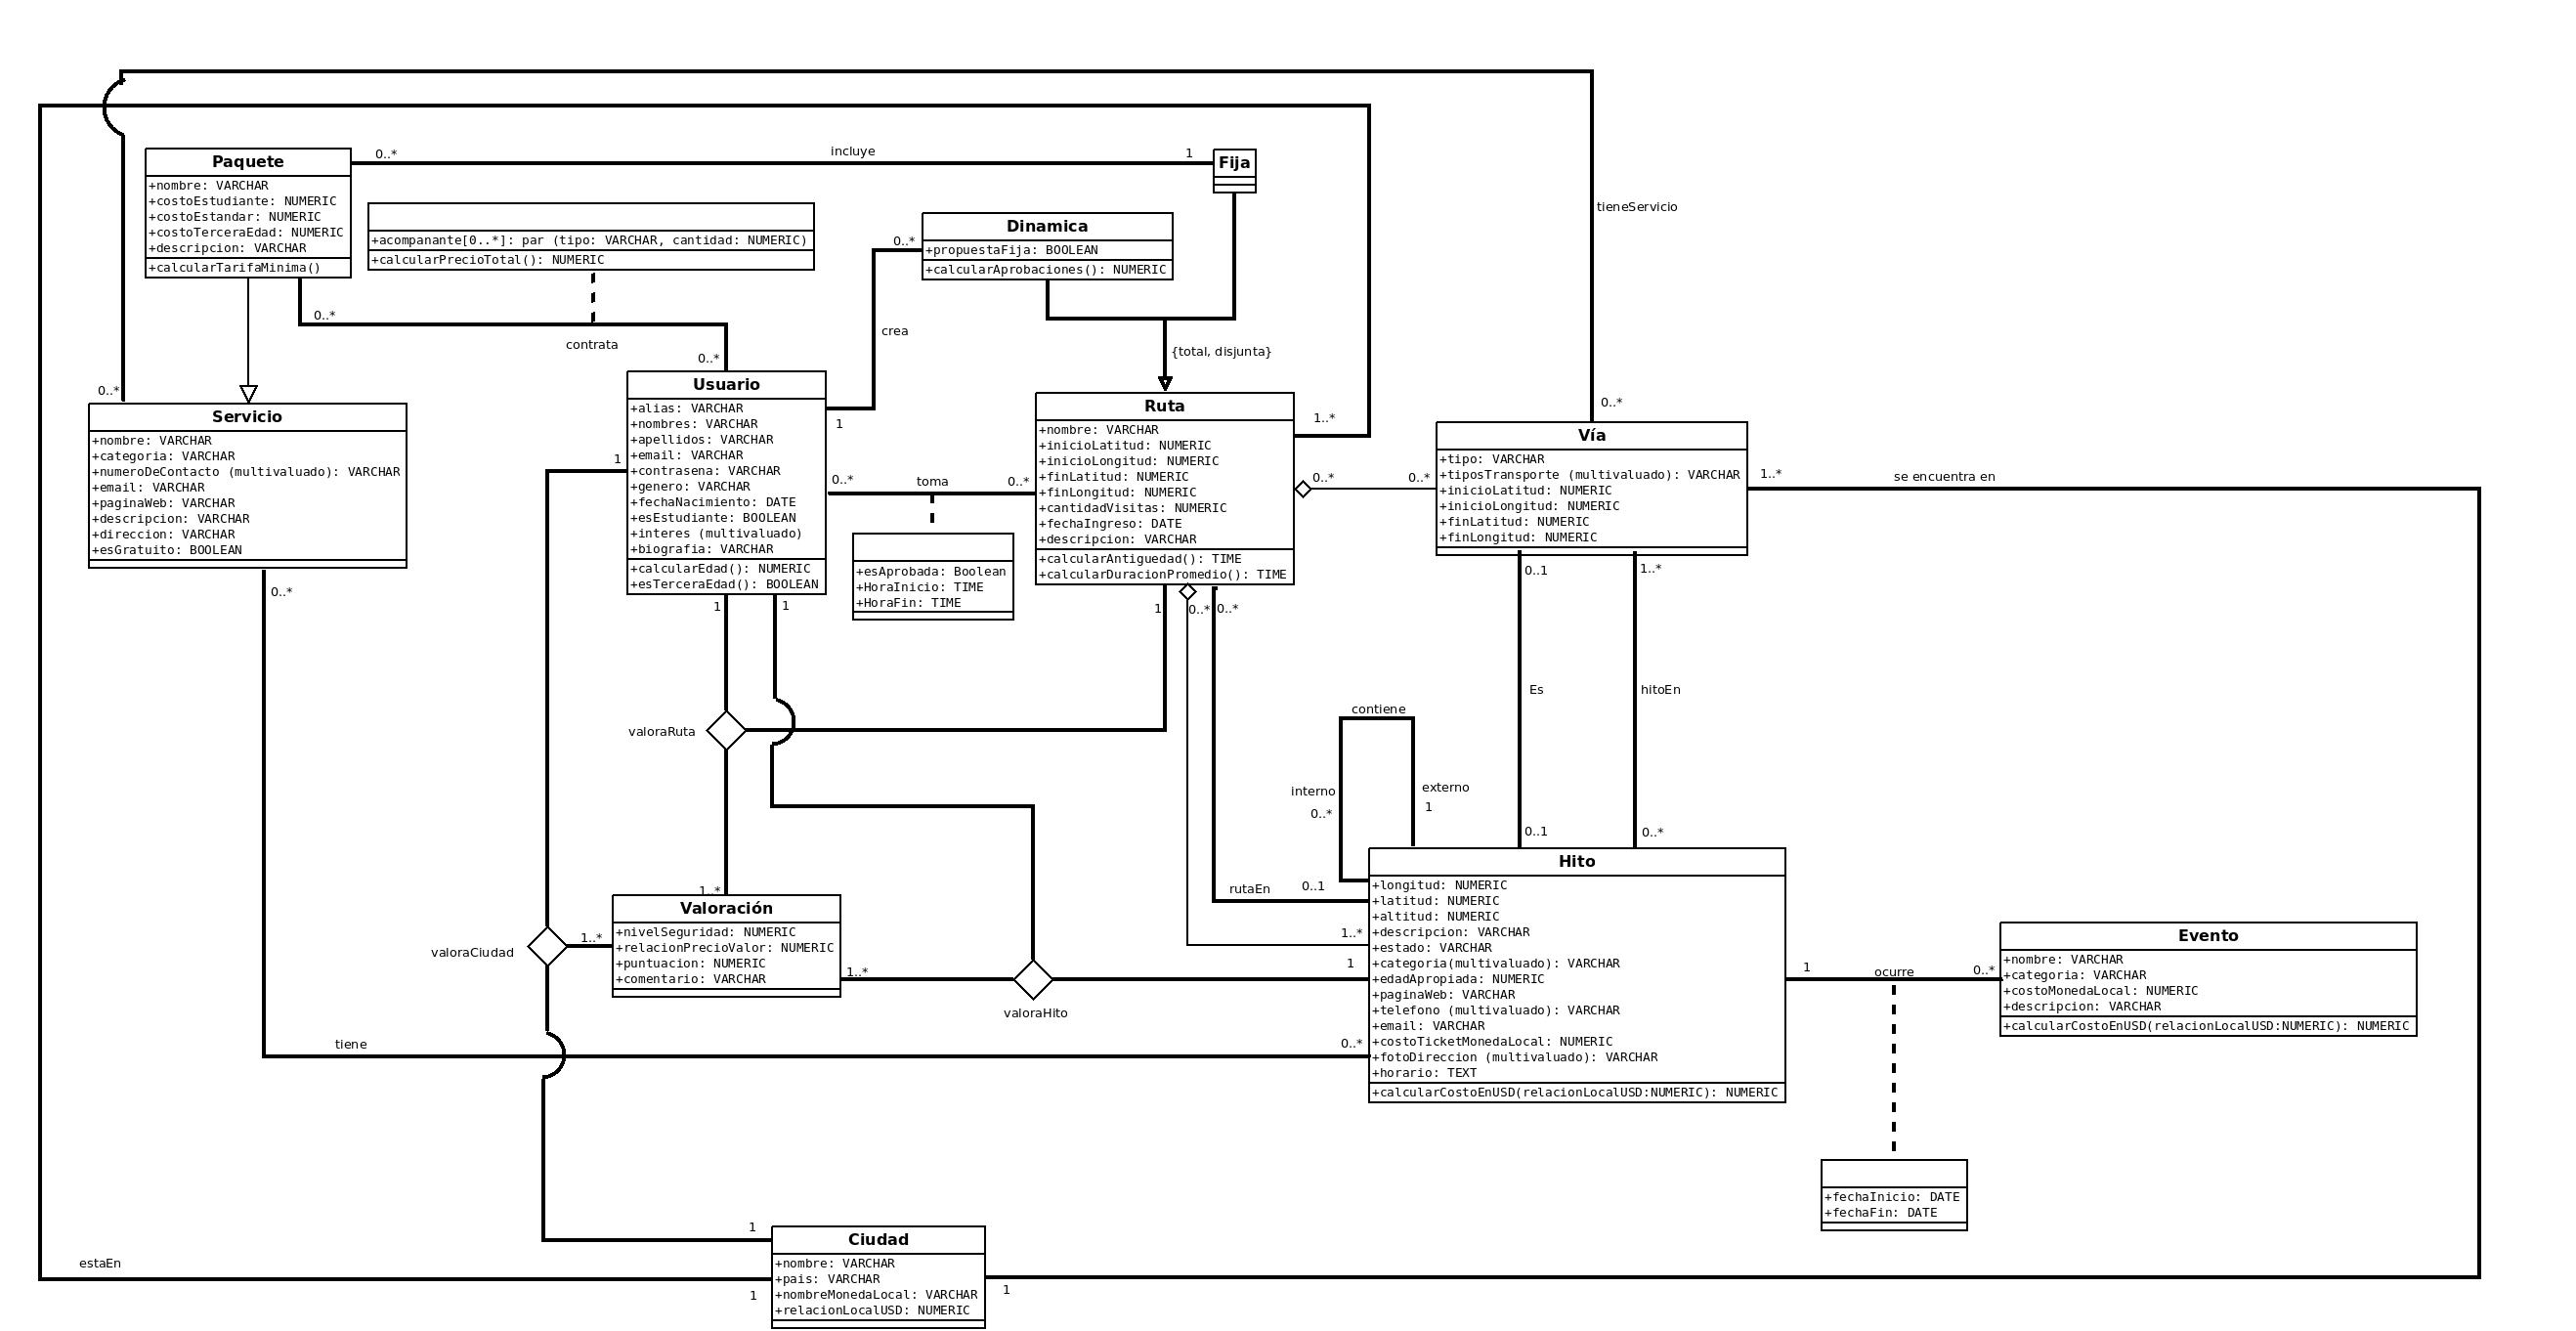 Paquete
+nombre: VARCHAR
+costoEstudiante: NUMERIC
+costoEstandar: NUMERIC
+costoTerceraEdad: NUMERIC
+descripcion: VARCHAR
+calcularTarifaMinima()
0..*
incluye
1
Fija
+acompanante[0..*]: par (tipo: VARCHAR, cantidad: NUMERIC)
+calcularPrecioTotal(): NUMERIC
Dinamica
+propuestaFija: BOOLEAN
+calcularAprobaciones(): NUMERIC
0..*
crea
1
{total, disjunta}
tieneServicio
0..*
0..*
0..*
contrata
0..*
Servicio
+nombre: VARCHAR
+categoria: VARCHAR
+numeroDeContacto (multivaluado): VARCHAR
+email: VARCHAR
+paginaWeb: VARCHAR
+descripcion: VARCHAR
+direccion: VARCHAR
+esGratuito: BOOLEAN
0..*
Usuario
+alias: VARCHAR
+nombres: VARCHAR
+apellidos: VARCHAR
+email: VARCHAR
+contrasena: VARCHAR
+genero: VARCHAR
+fechaNacimiento: DATE
+esEstudiante: BOOLEAN
+interes (multivaluado)
+biografia: VARCHAR
+calcularEdad(): NUMERIC
+esTerceraEdad(): BOOLEAN
1
1
1
0..*
toma
0..*
+esAprobada: Boolean
+HoraInicio: TIME
+HoraFin: TIME
Ruta
+nombre: VARCHAR
+inicioLatitud: NUMERIC
+inicioLongitud: NUMERIC
+finLatitud: NUMERIC
+finLongitud: NUMERIC
+cantidadVisitas: NUMERIC
+fechaIngreso: DATE
+descripcion: VARCHAR
+calcularAntiguedad(): TIME
+calcularDuracionPromedio(): TIME
1..*
0..*
0..*
1
0..*
0..*
Vía
+tipo: VARCHAR
+tiposTransporte (multivaluado): VARCHAR
+inicioLatitud: NUMERIC
+inicioLongitud: NUMERIC
+finLatitud: NUMERIC
+finLongitud: NUMERIC
1..*
se encuentra en
0..1
1..*
Es
hitoEn
0..1
0..*
valoraRuta
contiene
interno
0..*
externo
1
rutaEn
0..1
1..*
1
0..*
Hito
+longitud: NUMERIC
+latitud: NUMERIC
+altitud: NUMERIC
+descripcion: VARCHAR
+estado: VARCHAR
+categoria(multivaluado): VARCHAR
+edadApropiada: NUMERIC
+paginaWeb: VARCHAR
+telefono (multivaluado): VARCHAR
+email: VARCHAR
+costoTicketMonedaLocal: NUMERIC
+fotoDireccion (multivaluado): VARCHAR
+horario: TEXT
+calcularCostoEnUSD(relacionLocalUSD:NUMERIC): NUMERIC
1..*
Valoración
+nivelSeguridad: NUMERIC
+relacionPrecioValor: NUMERIC
+puntuacion: NUMERIC
+comentario: VARCHAR
valoraCiudad
1..*
1..*
valoraHito
tiene
1
ocurre
0..*
Evento
+nombre: VARCHAR
+categoria: VARCHAR
+costoMonedaLocal: NUMERIC
+descripcion: VARCHAR
+calcularCostoEnUSD(relacionLocalUSD:NUMERIC): NUMERIC
+fechaInicio: DATE
+fechaFin: DATE
estaEn
1
1
1
Ciudad
+nombre: VARCHAR
+pais: VARCHAR
+nombreMonedaLocal: VARCHAR
+relacionLocalUSD: NUMERIC